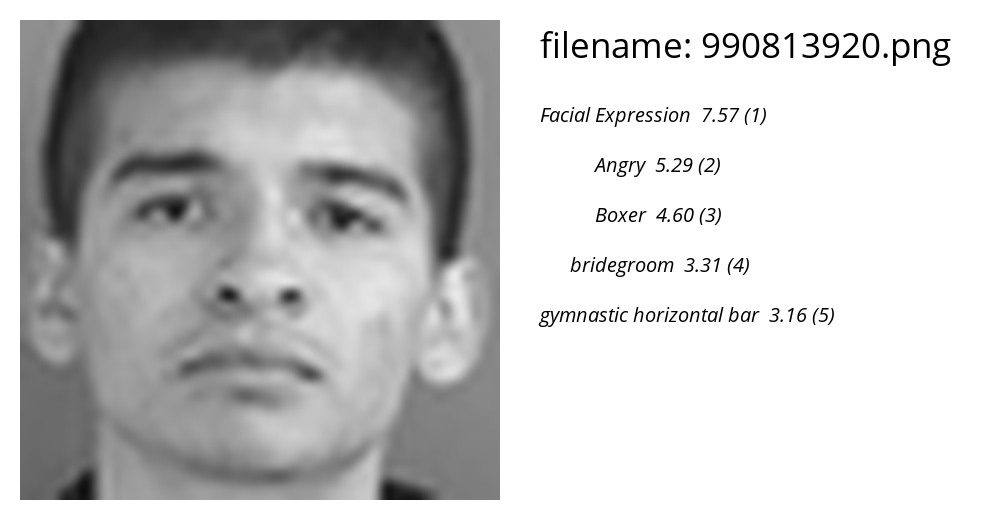 filename: 990813920.png
Facial Expression 7.57 (1)
Angry 5.29 (2)
Boxer 4.60 (3)
bridegroom 3.31 (4)
gymnastic horizontal bar 3.16 (5)